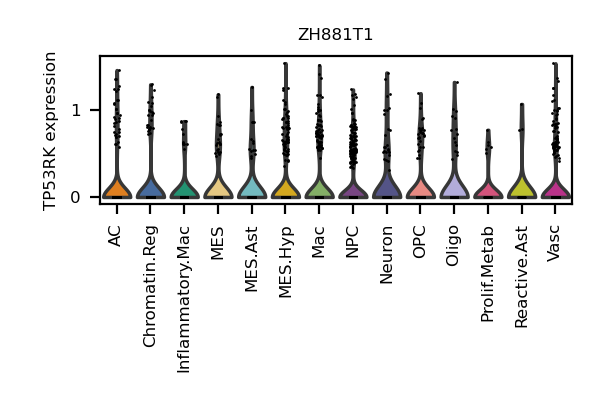 ZH881T1
TP53RK expression
1
0
AC
Chromatin.Reg
Inflammatory.Mac
MES
MES.Ast
MES.Hyp
Mac
NPC
Neuron
OPC
Oligo
Prolif.Metab
Reactive.Ast
Vasc